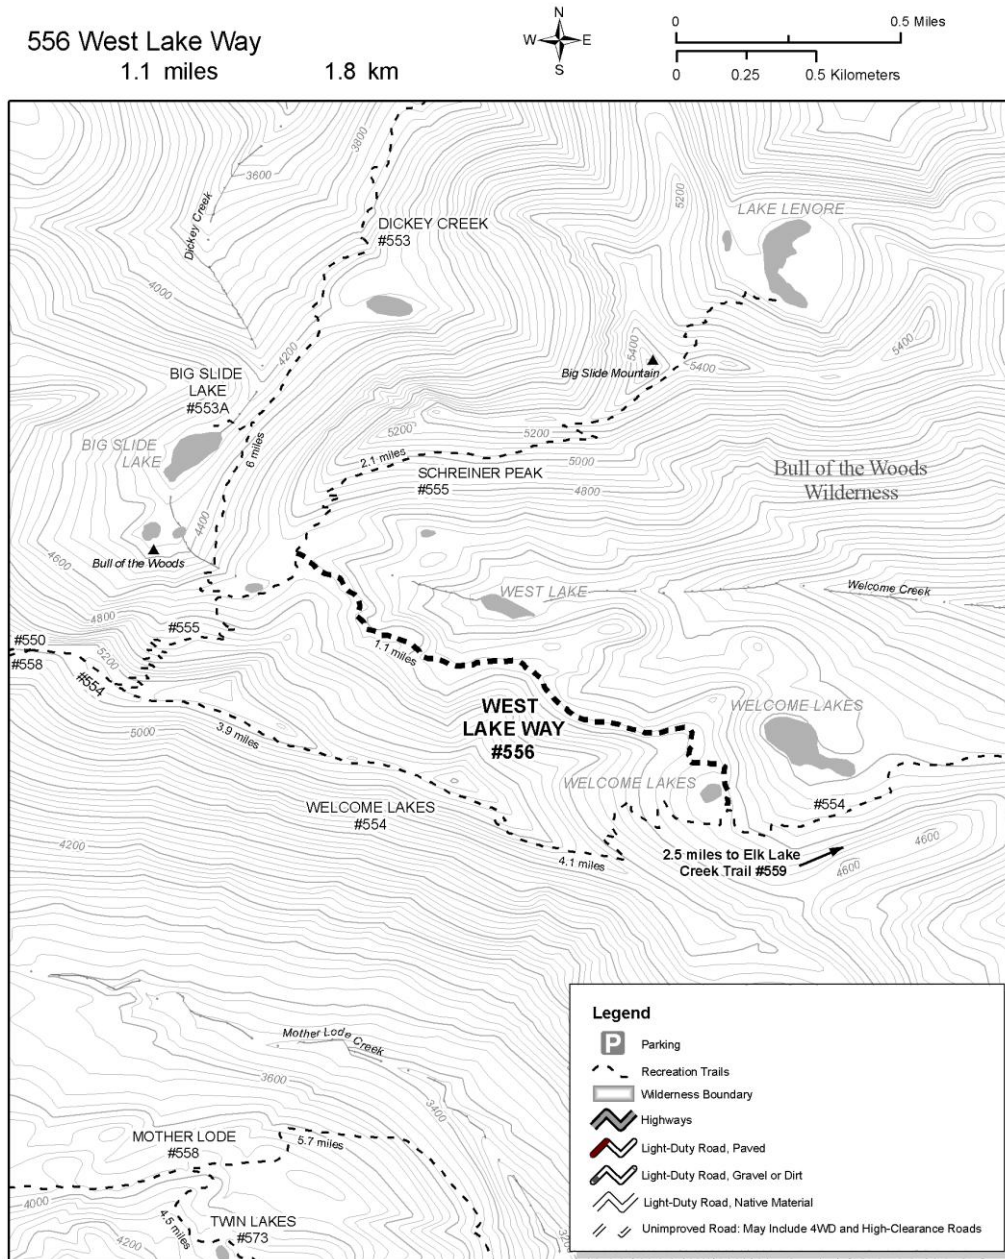 556 West Lake Way
1.1 miles 1.8 km
N
W E
S
0 0.5 Miles
0 0.25 0.5 Kilometers
3800
3600
Dickey Creek
DICKEY CREEK
#553
5200
LAKE LENORE
4000
4200
5400
Big Slide Mountain
5400
5400
BIG SLIDE
LAKE
#553A
BIG SLIDE
LAKE
6 miles
5200
5200
2.1 miles
5000
SCHREINER PEAK
#555
4800
Bull of the Woods
Wilderness
4400
4600
Bull of the Woods
WEST LAKE
Welcome Creek
4800
#555
1.1 miles
#550
#558
5200
#554
WEST
LAKE WAY
#556
WELCOME LAKES
3.9 miles
5000
WELCOME LAKES
#554
WELCOME LAKES
#554
4.1 miles
2.5 miles to Elk Lake
Creek Trail #559
4600
4600
4200
Mother Lode Creek
3600
3400
MOTHER LODE
#558
5.7 miles
4000
4.5 miles
TWIN LAKES
#573
4200
Legend
P Parking
Recreation Trails
Wilderness Boundary
Highways
Light-Duty Road, Paved
Light-Duty Road, Gravel or Dirt
Light-Duty Road, Native Material
Unimproved Road: May Include 4WD and High-Clearance Roads